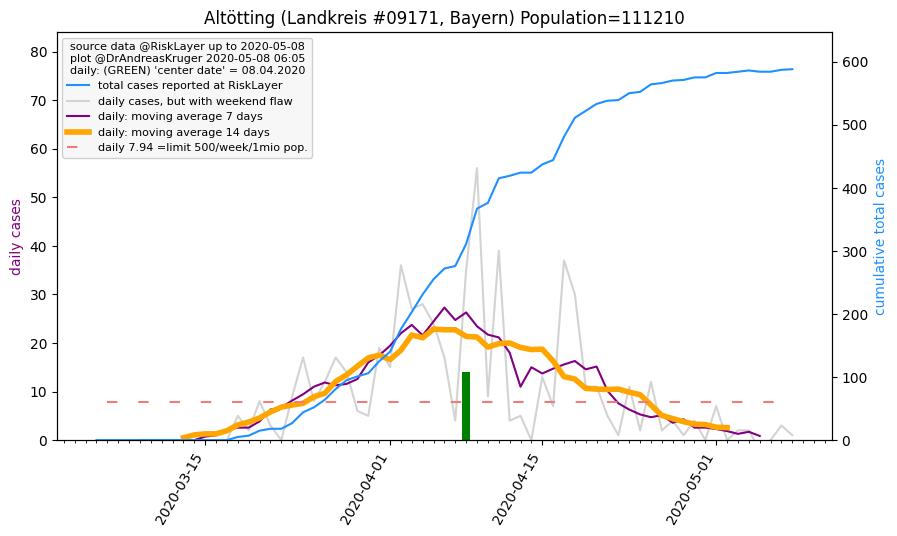 Altötting (Landkreis #09171, Bayern) Population=111210
source data @RiskLayer up to 2020-05-08
plot @DrAndreasKruger 2020-05-08 06:05
daily: (GREEN) 'center date' = 08.04.2020
total cases reported at RiskLayer
daily cases, but with weekend flaw
daily: moving average 7 days
daily: moving average 14 days
daily 7.94 =limit 500/week/1mio pop.
daily cases
80
70
60
50
40
30
20
10
0
cumulative total cases
600
500
400
300
200
100
0
2020-03-15
2020-04-01
2020-04-15
2020-05-01